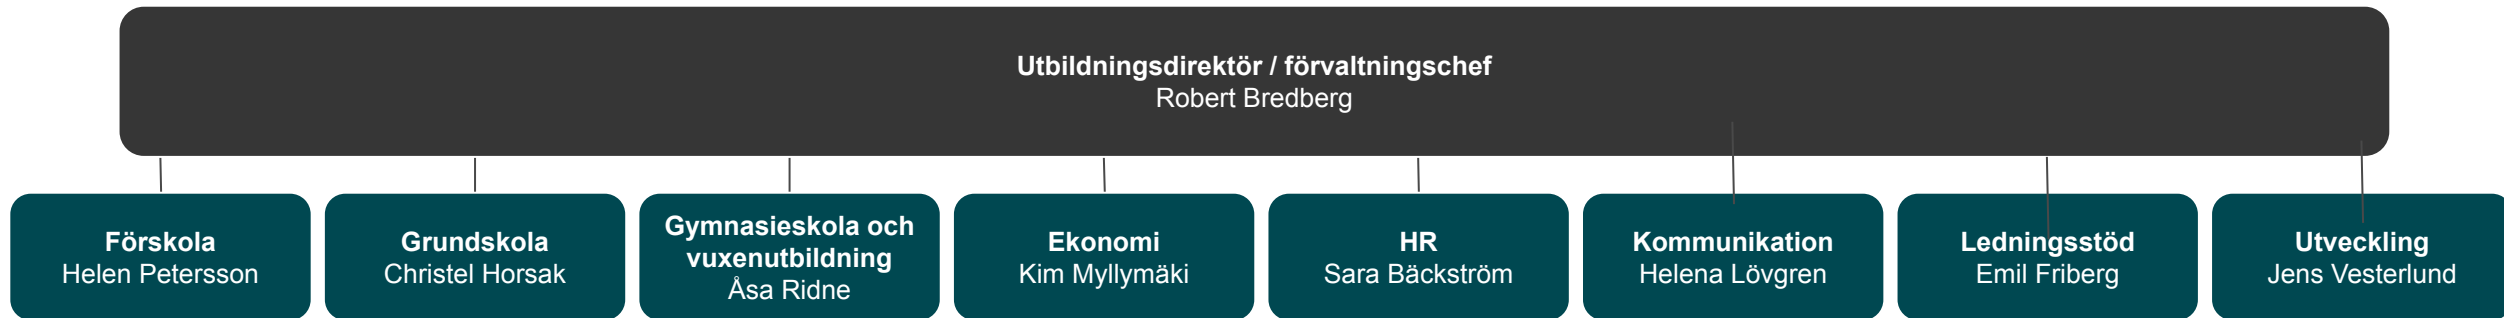 Utbildningsdirektör / förvaltningschef
Robert Bredberg
Förskola
Helen Petersson
Grundskola
Christel Horsak
Gymnasieskola och
vuxenutbildning
Åsa Ridne
Ekonomi
Kim Myllymäki
HR
Sara Bäckström
Kommunikation
Helena Lövgren
Ledningsstöd
Emil Friberg
Utveckling
Jens Vesterlund